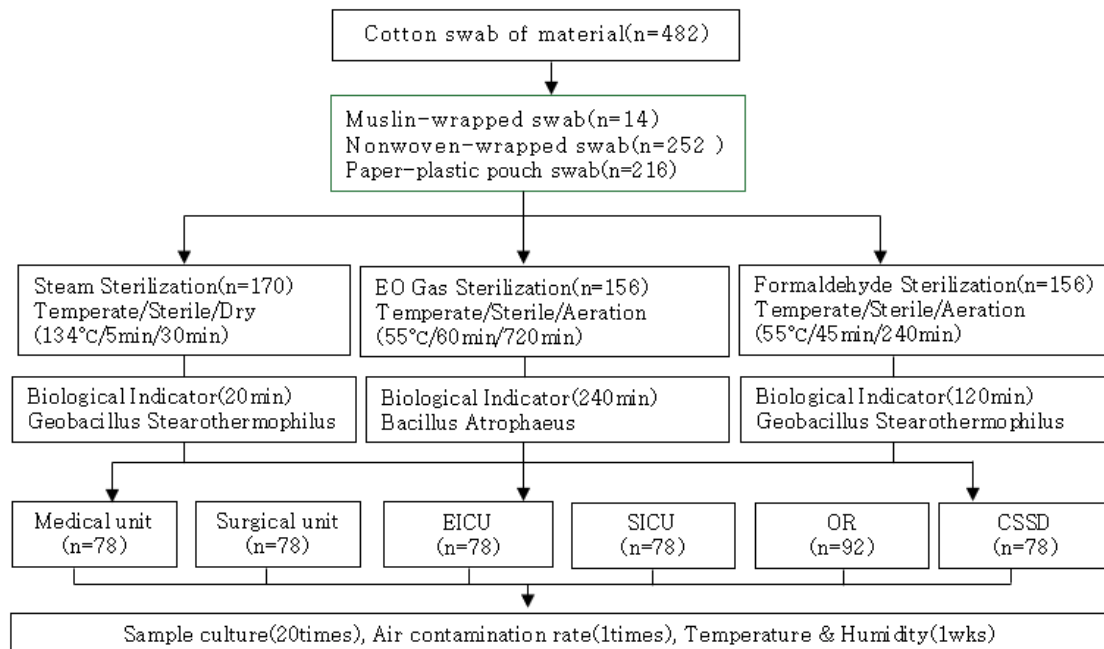 Cotton swab of material(n=482)
Muslin-wrapped swab(n=14)
Nonwoven-wrapped swab(n=252 )
Paper-plastic pouch swab(n=216)
Steam Sterilization(n=170)
Temperate/Sterile/Dry
(134℃/5min/30min)
EO Gas Sterilization(n=156)
Temperate/Sterile/Aeration
(55℃/60min/720min)
Formaldehyde Sterilization(n=156)
Temperate/Sterile/Aeration
(55℃/45min/240min)
Biological Indicator(20min)
Geobacillus Stearothermophilus
Biological Indicator(240min)
Bacillus Atrophaeus
Biological Indicator(120min)
Geobacillus Stearothermophilus
Medical unit
(n=78)
Surgical unit
(n=78)
EICU
(n=78)
SICU
(n=78)
OR
(n=92)
CSSD
(n=78)
Sample culture(20times), Air contamination rate(1times), Temperature & Humidity(1wks)